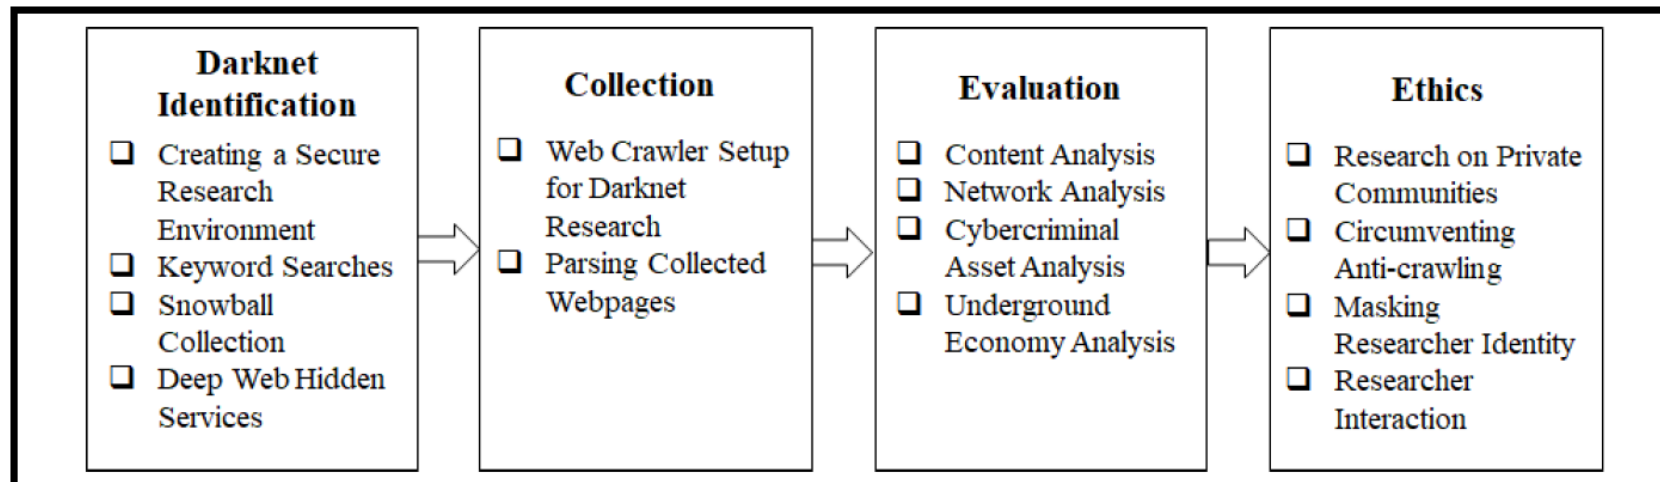 Darknet
Identification
❑ Creating a Secure
Research
Environment
❑ Keyword Searches
❑ Snowball
Collection
❑ Deep Web Hidden
Services
Collection
❑ Web Crawler Setup
for Darknet
Research
❑ Parsing Collected
Webpages
Evaluation
❑ Content Analysis
❑ Network Analysis
❑ Cybercriminal
Asset Analysis
❑ Underground
Economy Analysis
Ethics
❑ Research on Private
Communities
❑ Circumventing
Anti-crawling
❑ Masking
Researcher Identity
❑ Researcher
Interaction